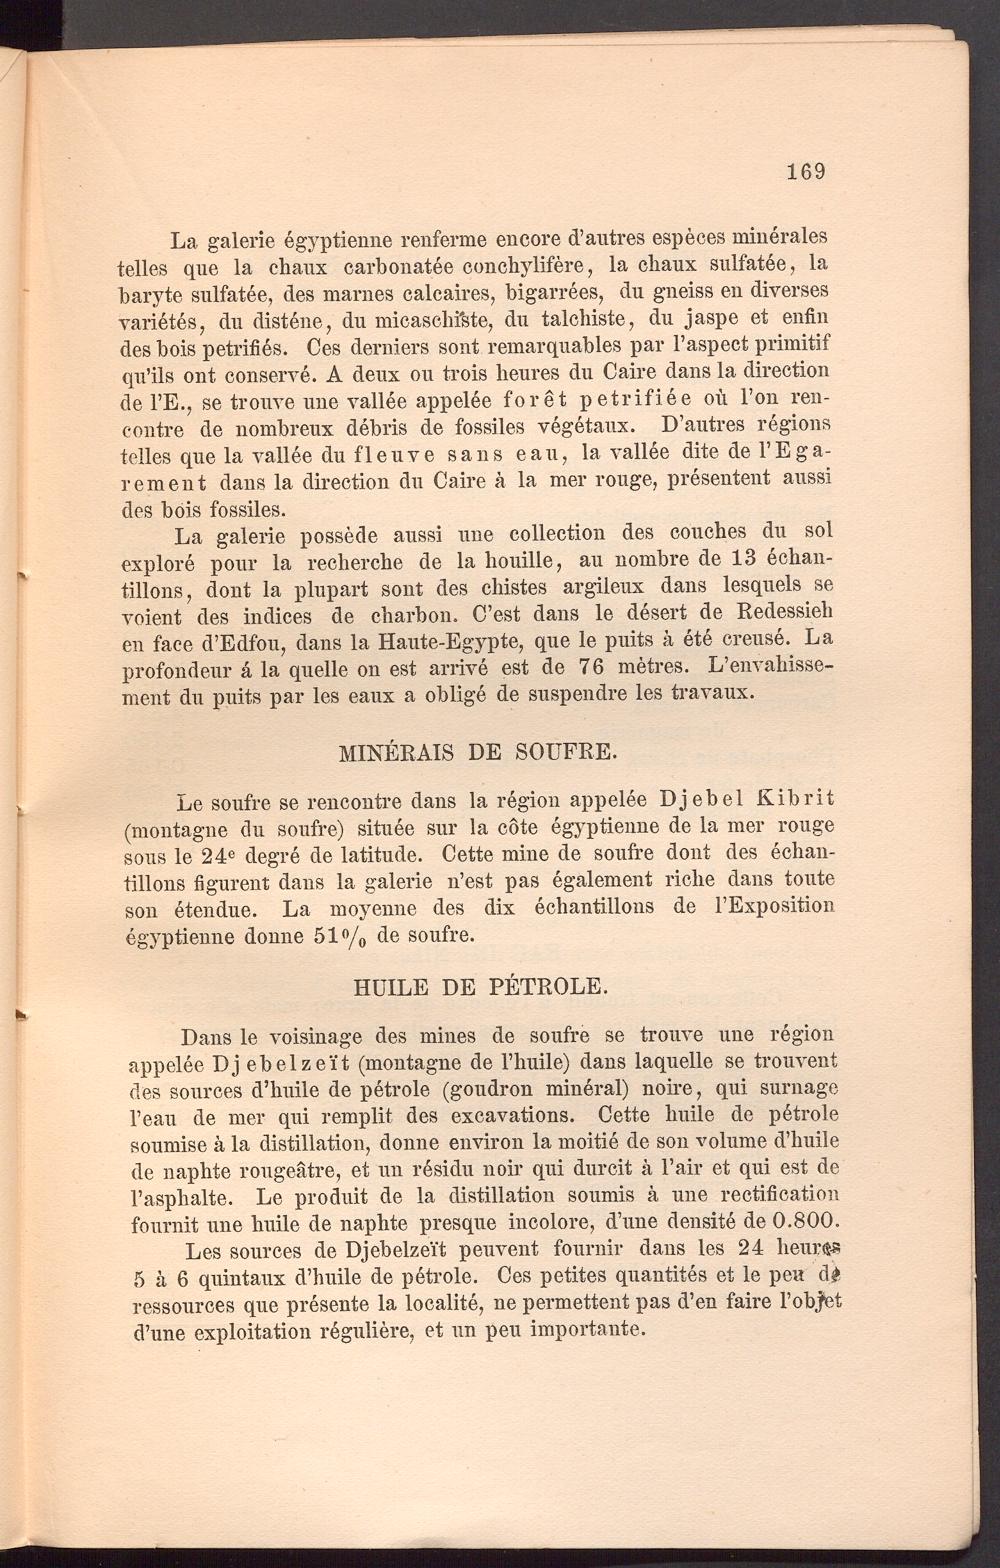 169
La galerie égyptienne renferme encore d'autres espèces minérales
telles que la chaux carbonatée conchylifère, la chaux sulfatée, la
baryte sulfatée, des marnes calcaires, bigarrées, du gneiss en diverses
variétés, du disténe, du micaschiste, du talchiste, du jaspe et enfin
des bois petrifiés. Ces derniers sont remarquables par l'aspect primitif
qu'ils ont conservé. A deux ou trois heures du Caire dans la direction
de l'E., se trouve une vallée appelée forêt petrifiée où l'on ren-
contre de nombreux débris de fossiles végétaux. D'autres régions
telles que la vallée du fleuve sans eau, la vallée dite de l'Ega-
rement dans la direction du Caire à la mer rouge, présentent aussi
des bois fossiles.
La galerie possède aussi une collection des couches du sol
exploré pour la recherche de la houille, au nombre de 13 échan-
tillons, dont la plupart sont des chistes argileux dans lesquels se
voient des indices de charbon. C'est dans le désert de Redessieh
en face d'Edfou, dans la Haute-Egypte, que le puits à été creusé. La
profondeur á la quelle on est arrivé est de 76 mètres. L'envahisse-
ment du puits par les eaux a obligé de suspendre les travaux.
MINÉRAIS DE SOUFRE.
Le soufre se rencontre dans la région appelée Djebel Kibrit
(montagne du soufre) située sur la côte égyptienne de la mer rouge
sous le 24e degré de latitude. Cette mine de soufre dont des échan-
tillons figurent dans la galerie n'est pas également riche dans toute
son étendue. La moyenne des dix échantillons de l'Exposition
égyptienne donne 51% de soufre.
HUILE DE PÉTROLE.
Dans le voisinage des mines de soufre se trouve une région
appelée Djebelzeït (montagne de l'huile) dans laquelle se trouvent
des sources d'huile de pétrole (goudron minéral) noire, qui surnage
l'eau de mer qui remplit des excavations. Cette huile de pétrole
soumise à la distillation, donne environ la moitié de son volume d'huile
de naphte rougeâtre, et un résidu noir qui durcit à l'air et qui est de
l'asphalte. Le produit de la distillation soumis à une rectification
fournit une huile de naphte presque incolore, d'une densité de 0.800.
Les sources de Djebelzeït peuvent fournir dans les 24 heures
5 à 6 quintaux d'huile de pétrole. Ces petites quantités et le peu de
ressources que présente la localité, ne permettent pas d'en faire l'objet
d'une exploitation régulière, et un peu importante.